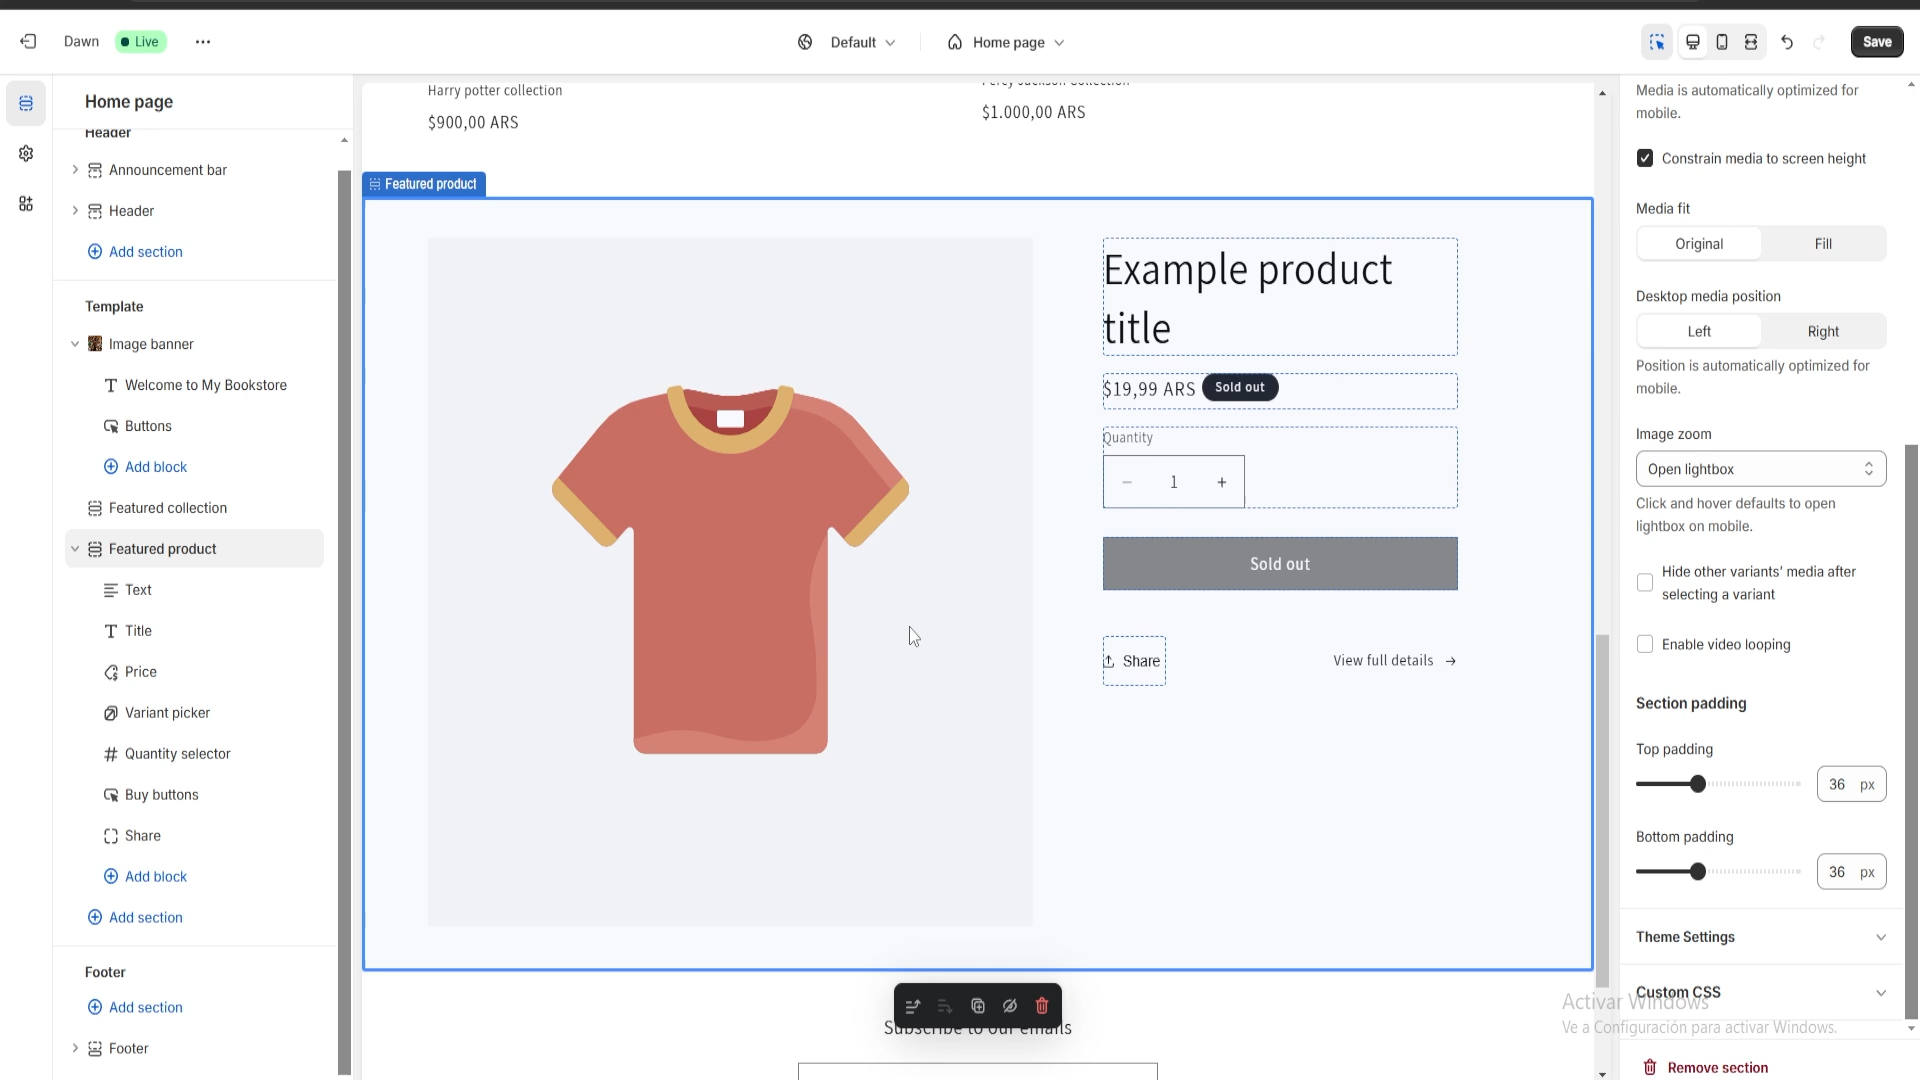 Dawn
Live
Default
Home page
Save
Home page
Header
Announcement bar
Header
Add section
Template
Image banner
Welcome to My Bookstore
Buttons
Add block
Featured collection
Featured product
Text
Title
Price
Variant picker
Quantity selector
Buy buttons
Share
Add block
Add section
Footer
Add section
Footer
Harry potter collection
$900,00 ARS
Percy Jackson Collection
$1.000,00 ARS
Featured product
Example product
title
$19,99 ARS Sold out
Quantity
1
Sold out
Share
View full details
Subscribe to our emails
Media is automatically optimized for
mobile.
Constrain media to screen height
Media fit
Original Fill
Desktop media position
Left Right
Position is automatically optimized for
mobile.
Image zoom
Open lightbox
Click and hover defaults to open
lightbox on mobile.
Hide other variants’ media after
selecting a variant
Enable video looping
Section padding
Top padding
36 px
Bottom padding
36 px
Theme Settings
Custom CSS
Activar Windows
Ve a Configuración para activar Windows.
Remove section